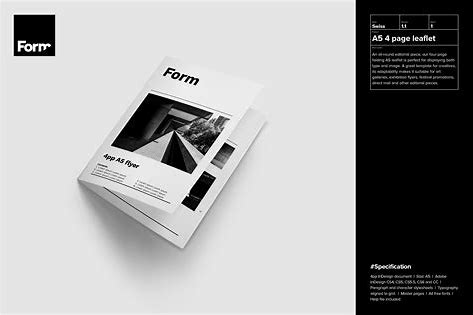 Form
Form
4pp A5 flyer
Swiss
1.1
1
A5 4 page leaflet
An all-round editorial piece, our four page
folding A5 leaflet is perfect for displaying both
type and image. A great template for creatives,
its adaptability makes it suitable for art
galleries, exhibition flyers, festival promotions,
direct mail and other editorial pieces.
#Specification
4pp InDesign document | Size: A5 | Adobe
InDesign CS4, CS5, CS5.5, CS6 and CC |
Paragraph and character stylesheets | Typography
aligned to grid | Master pages | All free fonts |
Help file included